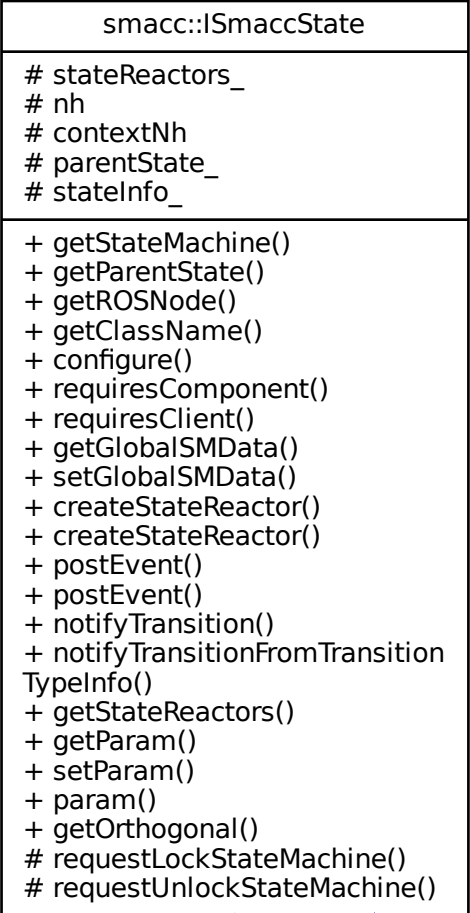 smacc::ISmaccState
# stateReactors_
# nh
# contextNh
# parentState_
# stateInfo_
+ getStateMachine()
+ getParentState()
+ getROSNode()
+ getClassName()
+ configure()
+ requiresComponent()
+ requiresClient()
+ getGlobalSMData()
+ setGlobalSMData()
+ createStateReactor()
+ createStateReactor()
+ postEvent()
+ postEvent()
+ notifyTransition()
+ notifyTransitionFromTransition
TypeInfo()
+ getStateReactors()
+ getParam()
+ setParam()
+ param()
+ getOrthogonal()
# requestLockStateMachine()
# requestUnlockStateMachine()